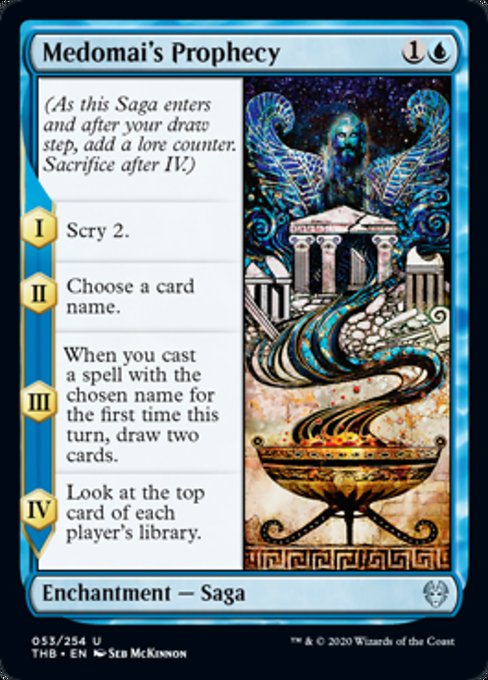 Medomai's Prophecy 1
(As this Saga enters
and after your draw
step, add a lore counter.
Sacrifice after IV.)
I Scry 2.
II Choose a card
name.
III When you cast
a spell with the
chosen name for
the first time this
turn, draw two
cards.
IV Look at the top
card of each
player's library.
Enchantment — Saga
053/254 U
THB • EN Seb McKinnon
™ & © 2020 Wizards of the Coast